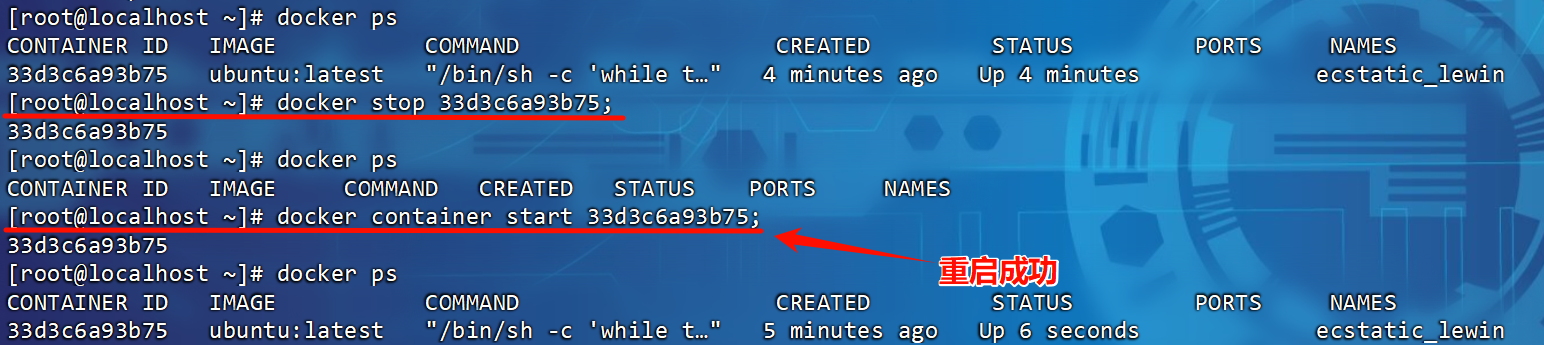 [root@localhost ~]# docker ps
CONTAINER ID   IMAGE           COMMAND                   CREATED         STATUS         PORTS     NAMES
33d3c6a93b75   ubuntu:latest   "/bin/sh -c 'while t…"   4 minutes ago   Up 4 minutes             ecstatic_lewin
[root@localhost ~]# docker stop 33d3c6a93b75;
33d3c6a93b75
[root@localhost ~]# docker ps
CONTAINER ID   IMAGE     COMMAND   CREATED   STATUS    PORTS     NAMES
[root@localhost ~]# docker container start 33d3c6a93b75;
33d3c6a93b75
重启成功
[root@localhost ~]# docker ps
CONTAINER ID   IMAGE           COMMAND                   CREATED         STATUS         PORTS     NAMES
33d3c6a93b75   ubuntu:latest   "/bin/sh -c 'while t…"   5 minutes ago   Up 6 seconds             ecstatic_lewin